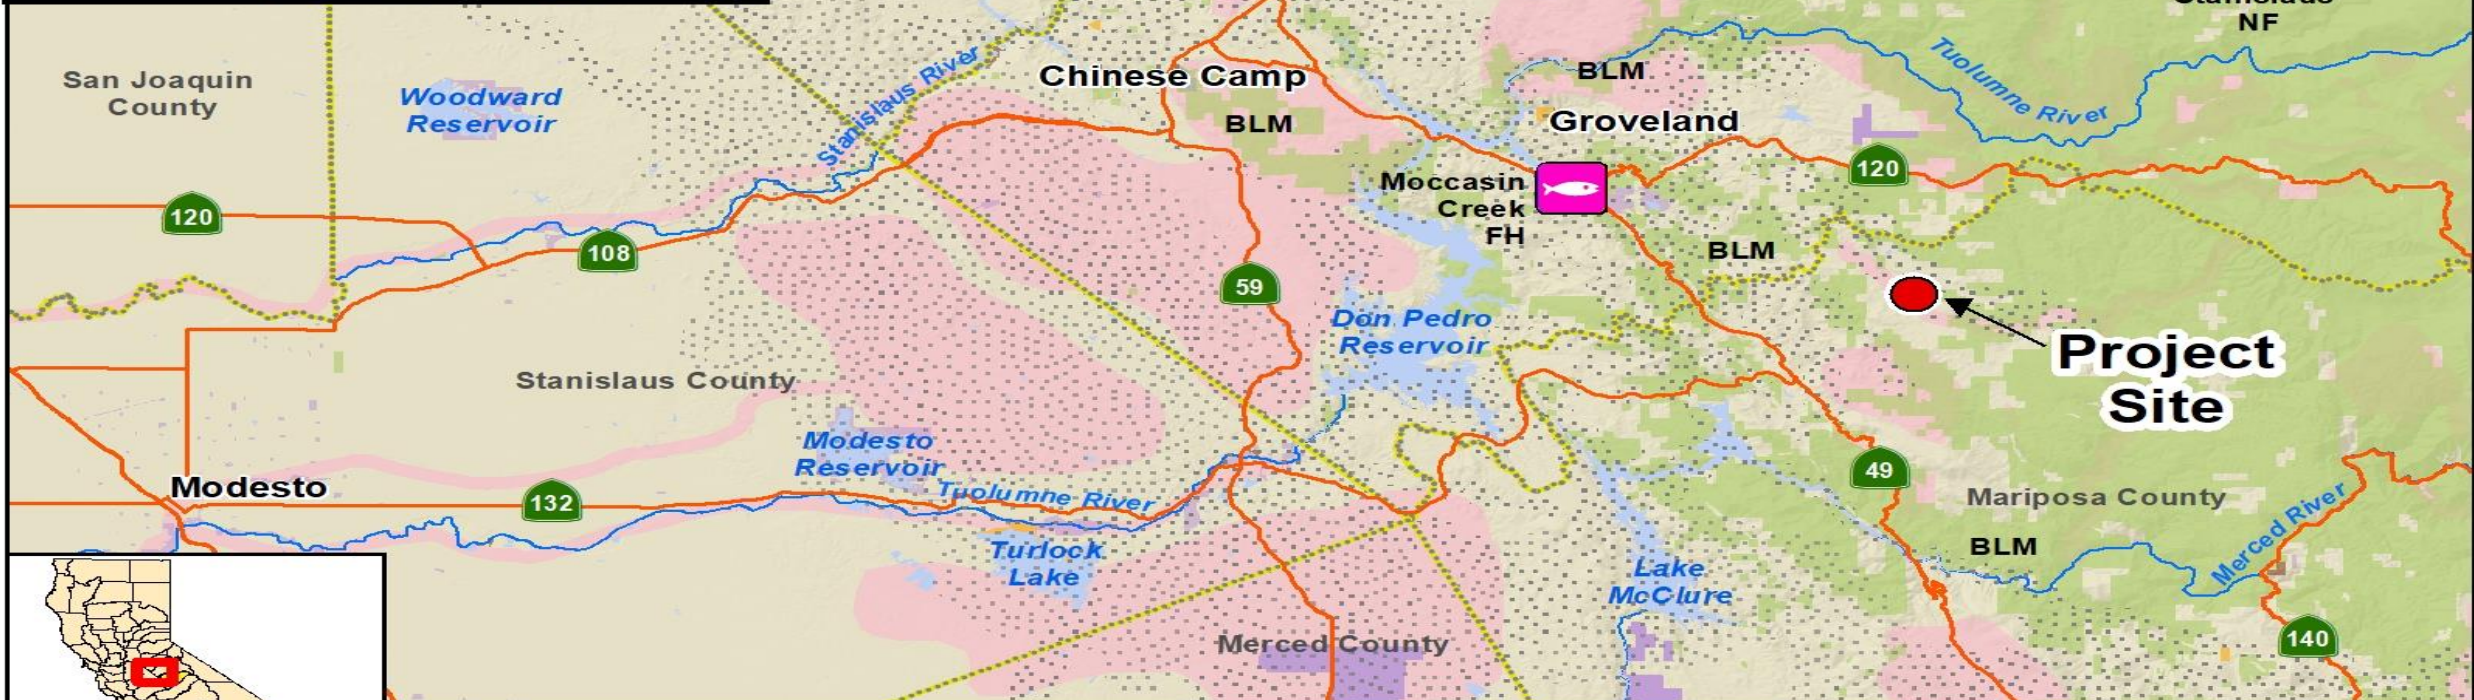 Stanislaus
NF
San Joaquin
County
Woodward
Reservoir
Stanislaus River
Chinese Camp
BLM
BLM
Groveland
Tuolumne River
120
120
108
Moccasin
Creek
FH
BLM
59
Don Pedro
Reservoir
Project
Site
Stanislaus County
Modesto
Reservoir
Modesto
132
Tuolumne River
49
Mariposa County
Merced River
Turlock
Lake
Lake
McClure
BLM
Merced County
140